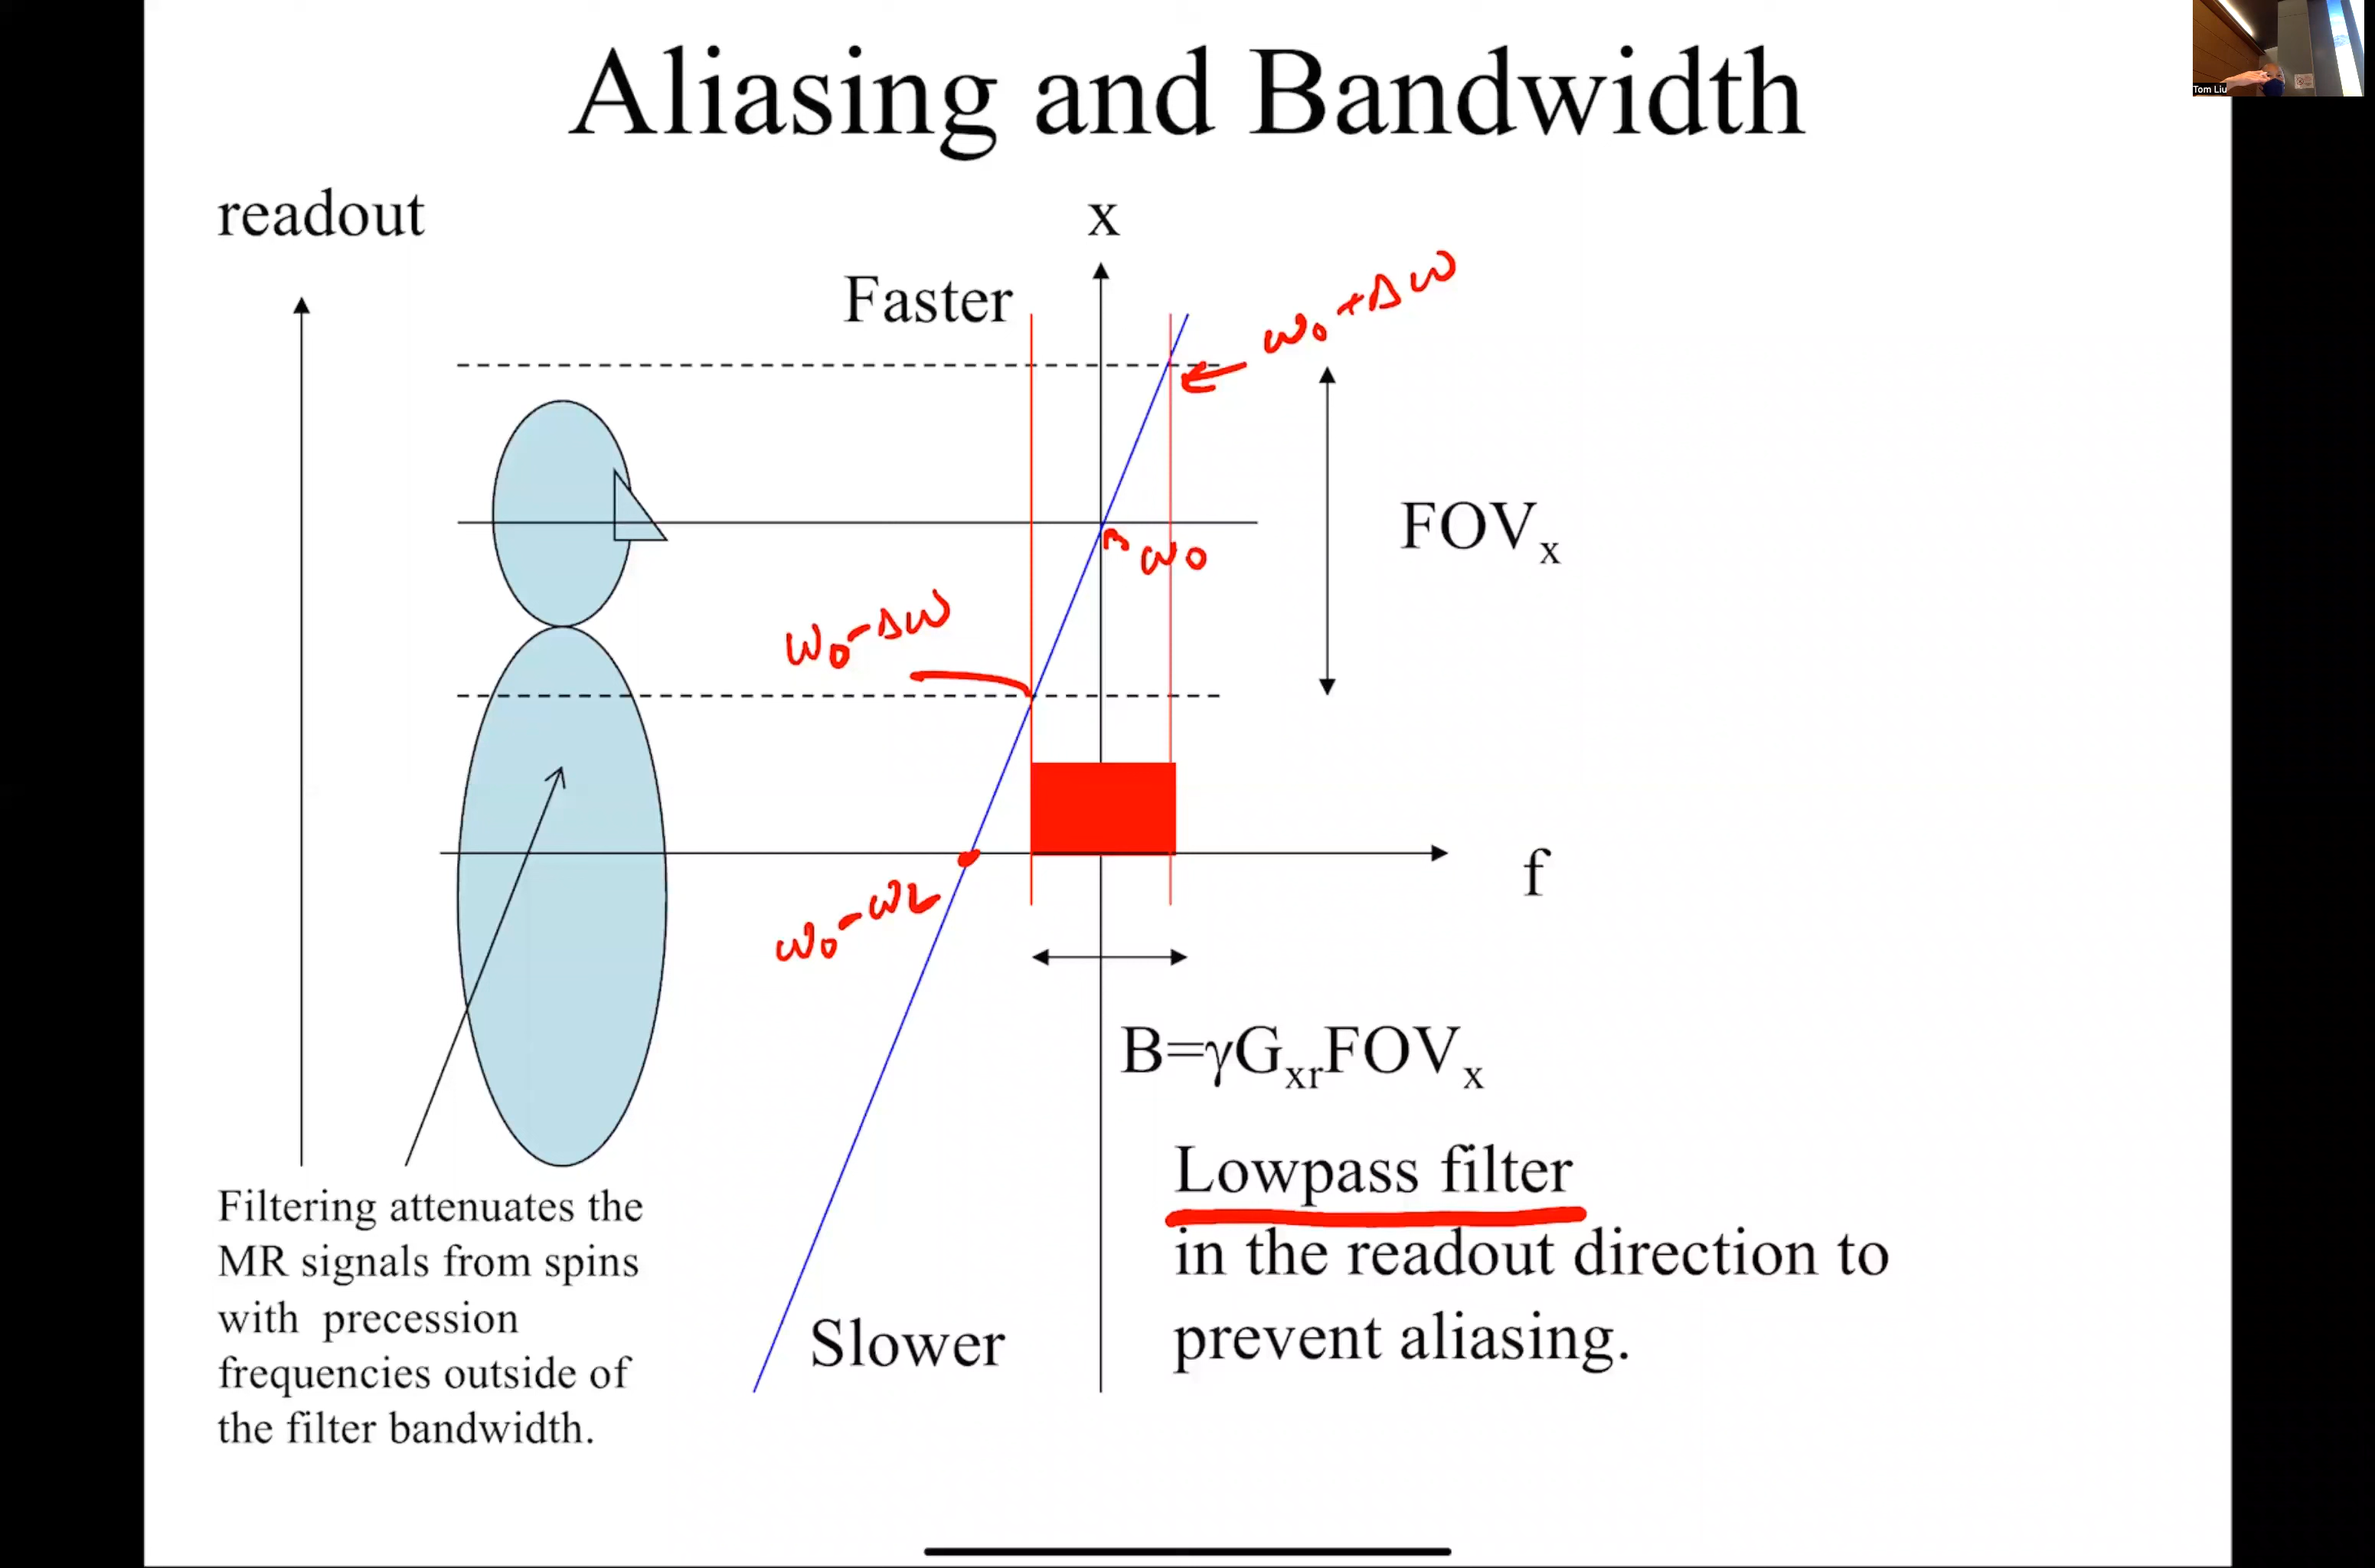 Aliasing and Bandwidth
Tom Liu
readout
x
Faster
ω₀+Δω
FOVₓ
ω₀
ω₀-Δω
f
ω₀-ωL
B=γGₓᵣFOVₓ
Lowpass filter
in the readout direction to
prevent aliasing.
Slower
Filtering attenuates the
MR signals from spins
with precession
frequencies outside of
the filter bandwidth.